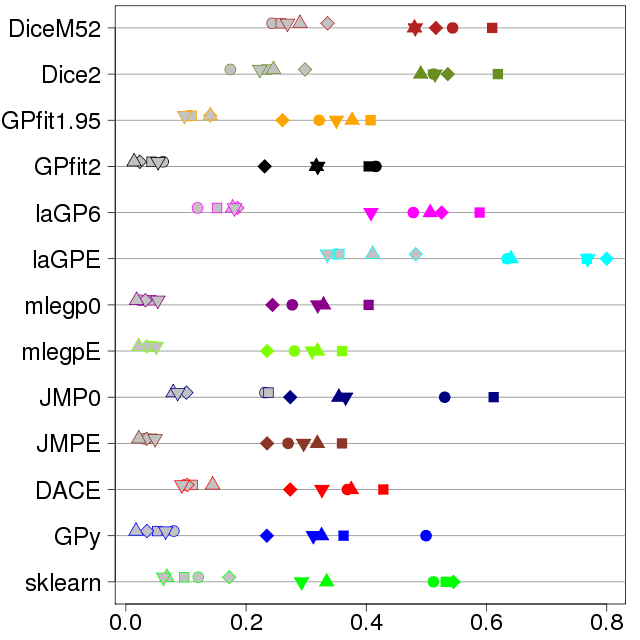 DiceM52
Dice2
GPfit1.95
GPfit2
laGP6
laGPE
mlegp0
mlegpE
JMP0
JMPE
DACE
GPy
sklearn
0.0 0.2 0.4 0.6 0.8